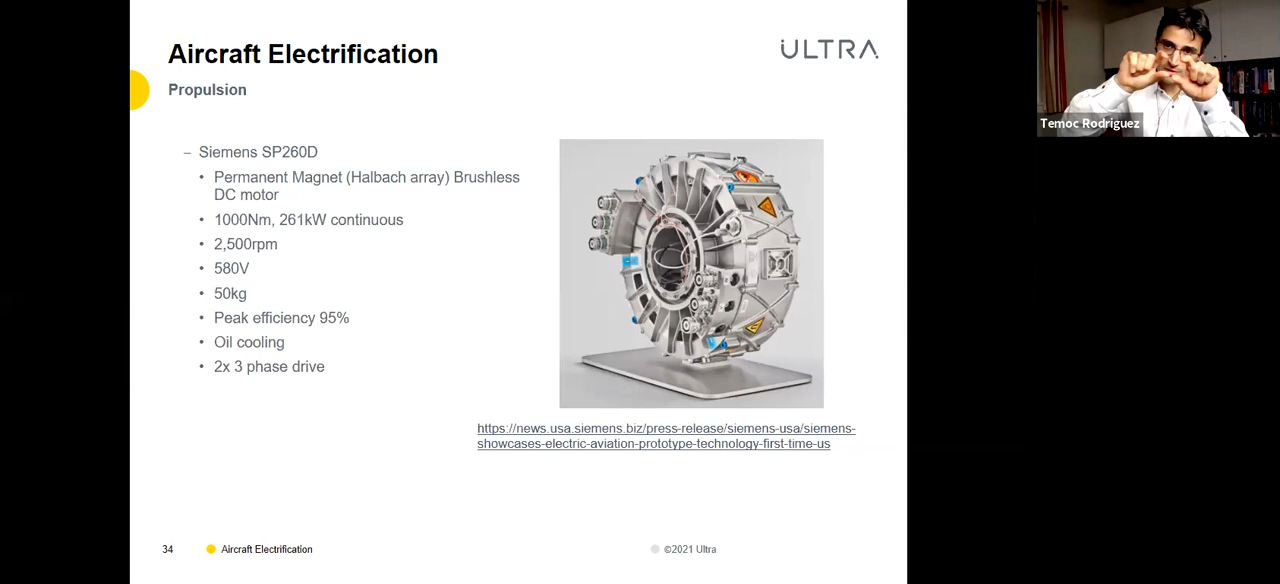 Aircraft Electrification
ULTRA
Propulsion
Temoc Rodriguez
– Siemens SP260D
• Permanent Magnet (Halbach array) Brushless
DC motor
• 1000Nm, 261kW continuous
• 2,500rpm
• 580V
• 50kg
• Peak efficiency 95%
• Oil cooling
• 2x 3 phase drive
https://news.usa.siemens.biz/press-release/siemens-usa/siemens-
showcases-electric-aviation-prototype-technology-first-time-us
34
Aircraft Electrification
©2021 Ultra